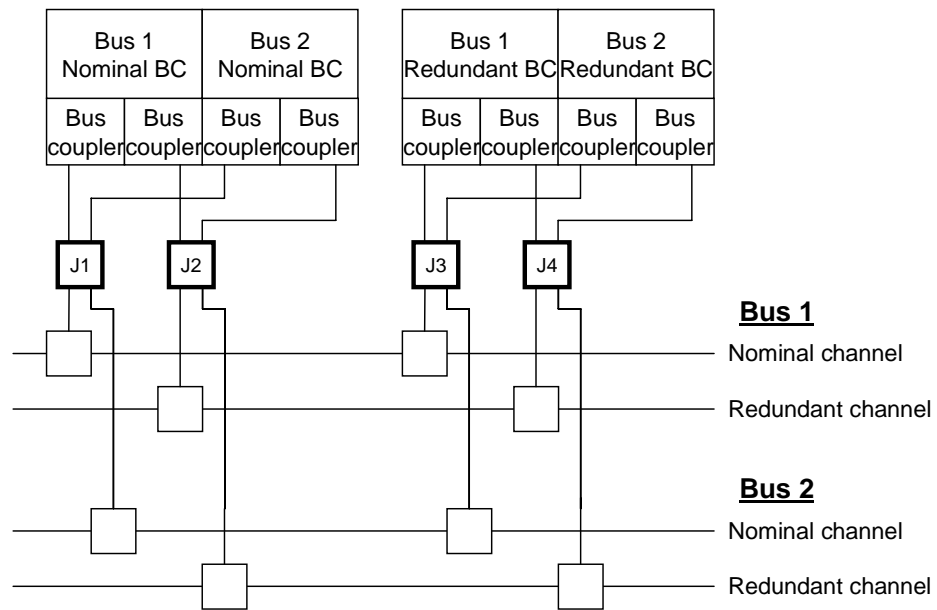 Bus 1
Nominal BC
Bus 2
Nominal BC
Bus 1
Redundant BC
Bus 2
Redundant BC
Bus
coupler
Bus
coupler
Bus
coupler
Bus
coupler
Bus
coupler
Bus
coupler
Bus
coupler
Bus
coupler
J1
J2
J3
J4
Bus 1
Nominal channel
Redundant channel
Bus 2
Nominal channel
Redundant channel